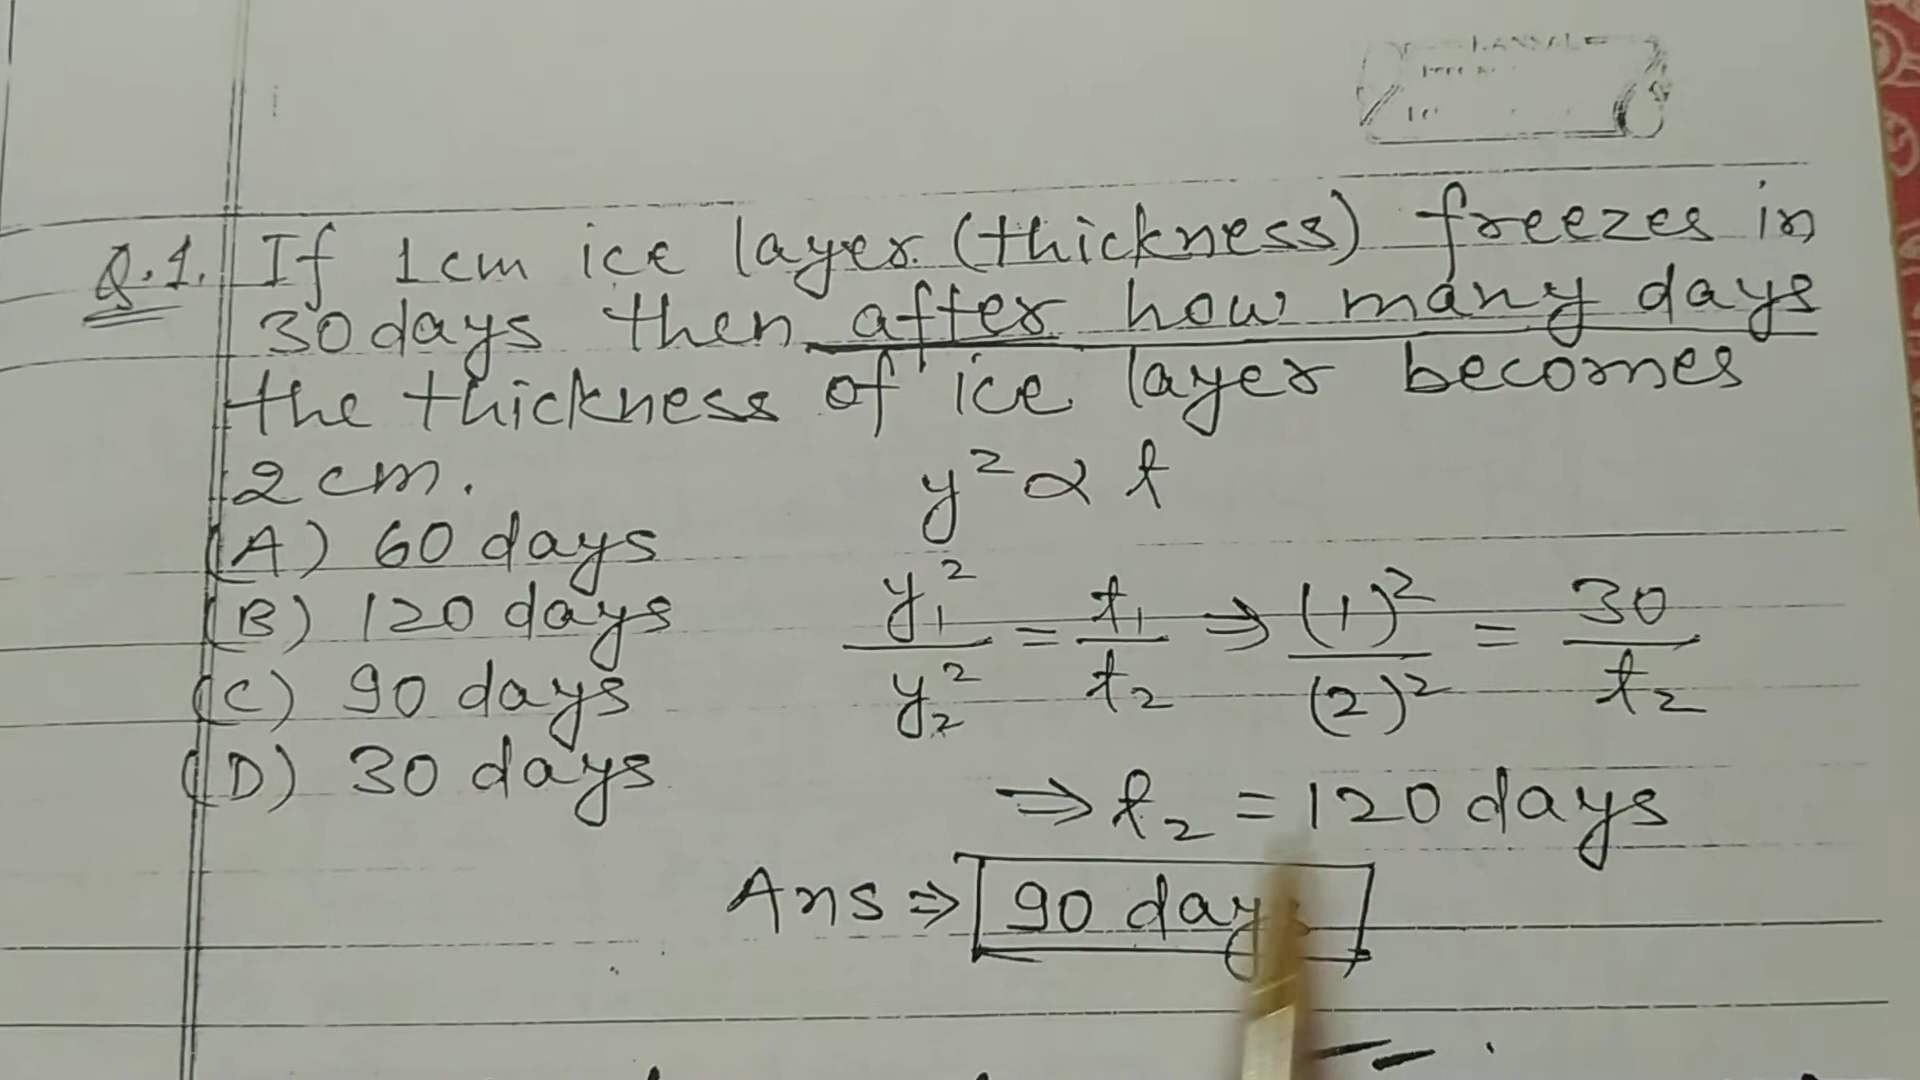 Q.1. If 1cm ice layer (thickness) freezes in
30 days then after how many days
the thickness of ice layer becomes
2 cm.
y² ∝ t
(A) 60 days
(B) 120 days
(C) 90 days
(D) 30 days
y₁²/y₂² = t₁/t₂ ⇒ (1)²/(2)² = 30/t₂
⇒ t₂ = 120 days
Ans ⇒ 90 days